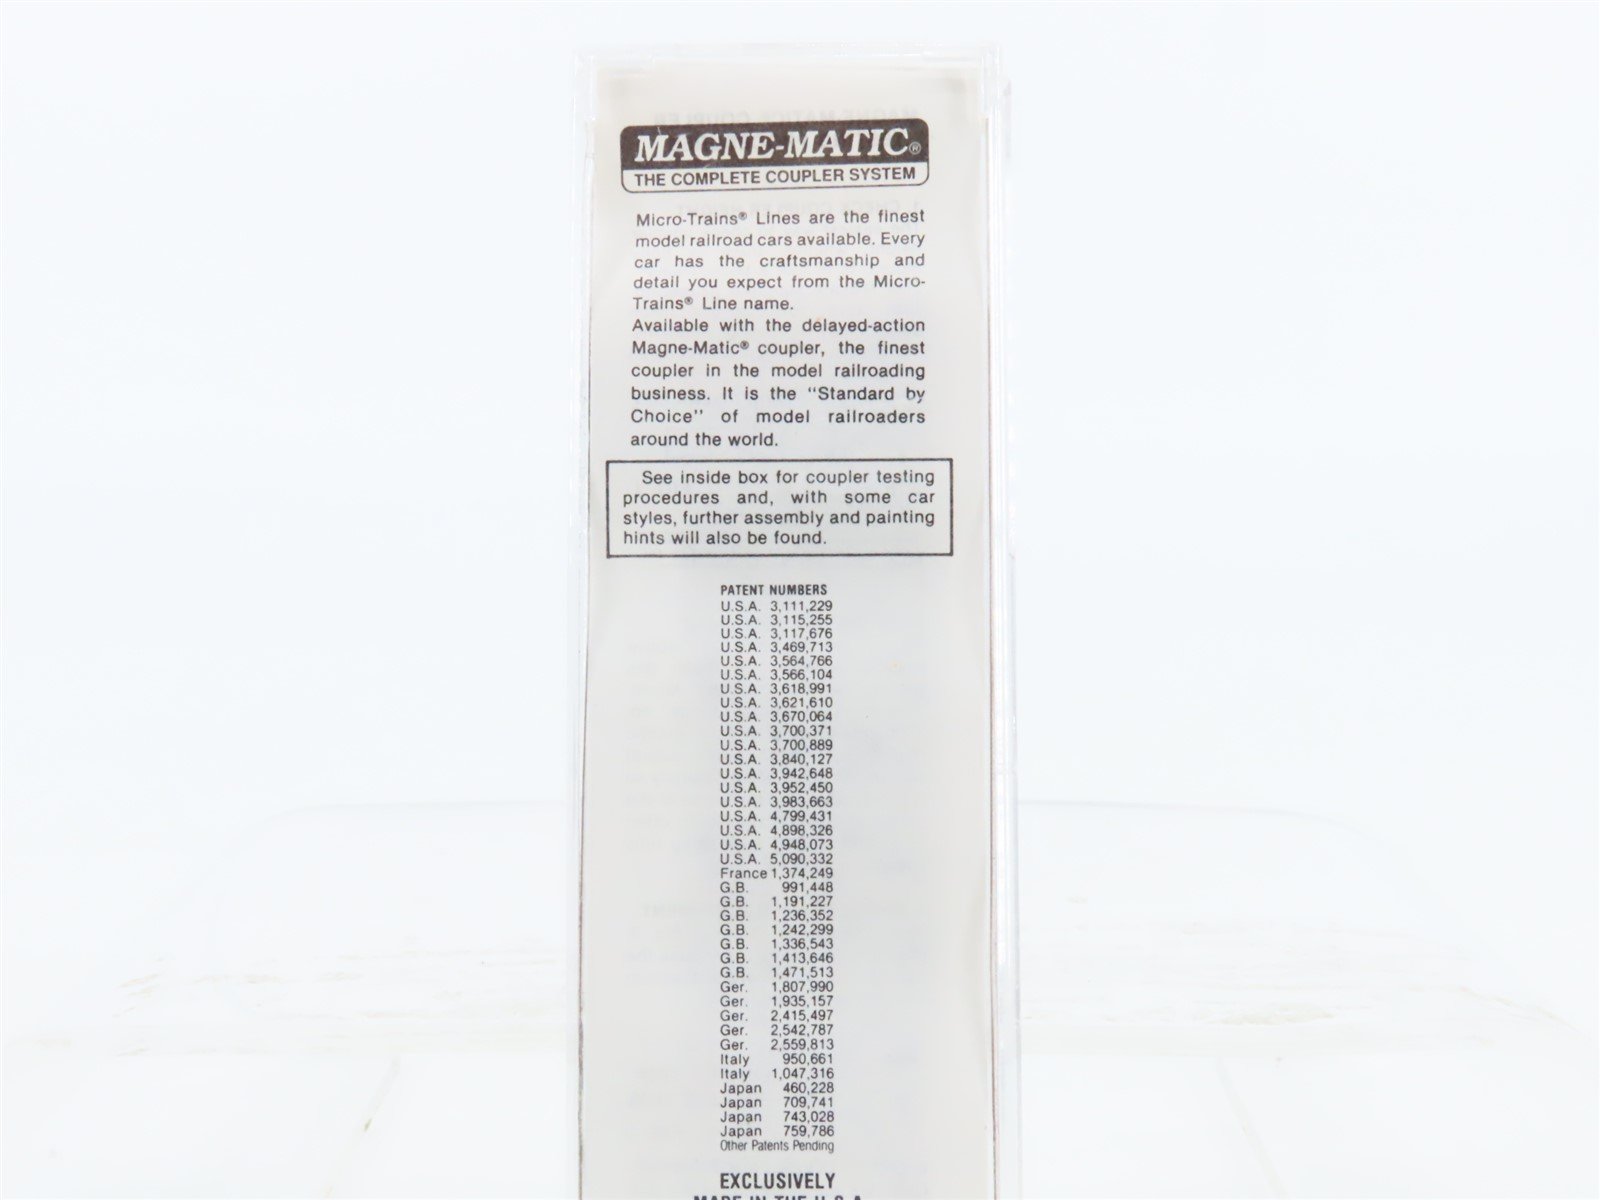 MAGNE-MATIC®
THE COMPLETE COUPLER SYSTEM
Micro-Trains® Lines are the finest
model railroad cars available. Every
car has the craftsmanship and
detail you expect from the Micro-
Trains® Line name.
Available with the delayed-action
Magne-Matic® coupler, the finest
coupler in the model railroading
business. It is the "Standard by
Choice" of model railroaders
around the world.
See inside box for coupler testing
procedures and, with some car
styles, further assembly and painting
hints will also be found.
PATENT NUMBERS
U.S.A. 3,111,229
U.S.A. 3,115,255
U.S.A. 3,117,676
U.S.A. 3,469,713
U.S.A. 3,564,766
U.S.A. 3,566,104
U.S.A. 3,618,991
U.S.A. 3,621,610
U.S.A. 3,670,064
U.S.A. 3,700,371
U.S.A. 3,700,889
U.S.A. 3,840,127
U.S.A. 3,942,648
U.S.A. 3,952,450
U.S.A. 3,983,663
U.S.A. 4,799,431
U.S.A. 4,898,326
U.S.A. 4,948,073
U.S.A. 5,090,332
France 1,374,249
G.B. 991,448
G.B. 1,191,227
G.B. 1,236,352
G.B. 1,242,299
G.B. 1,336,543
G.B. 1,413,646
G.B. 1,471,513
Ger. 1,807,990
Ger. 1,935,157
Ger. 2,415,497
Ger. 2,542,787
Ger. 2,559,813
Italy 950,661
Italy 1,047,316
Japan 460,228
Japan 709,741
Japan 743,028
Japan 759,786
Other Patents Pending
EXCLUSIVELY
MADE IN THE U.S.A.